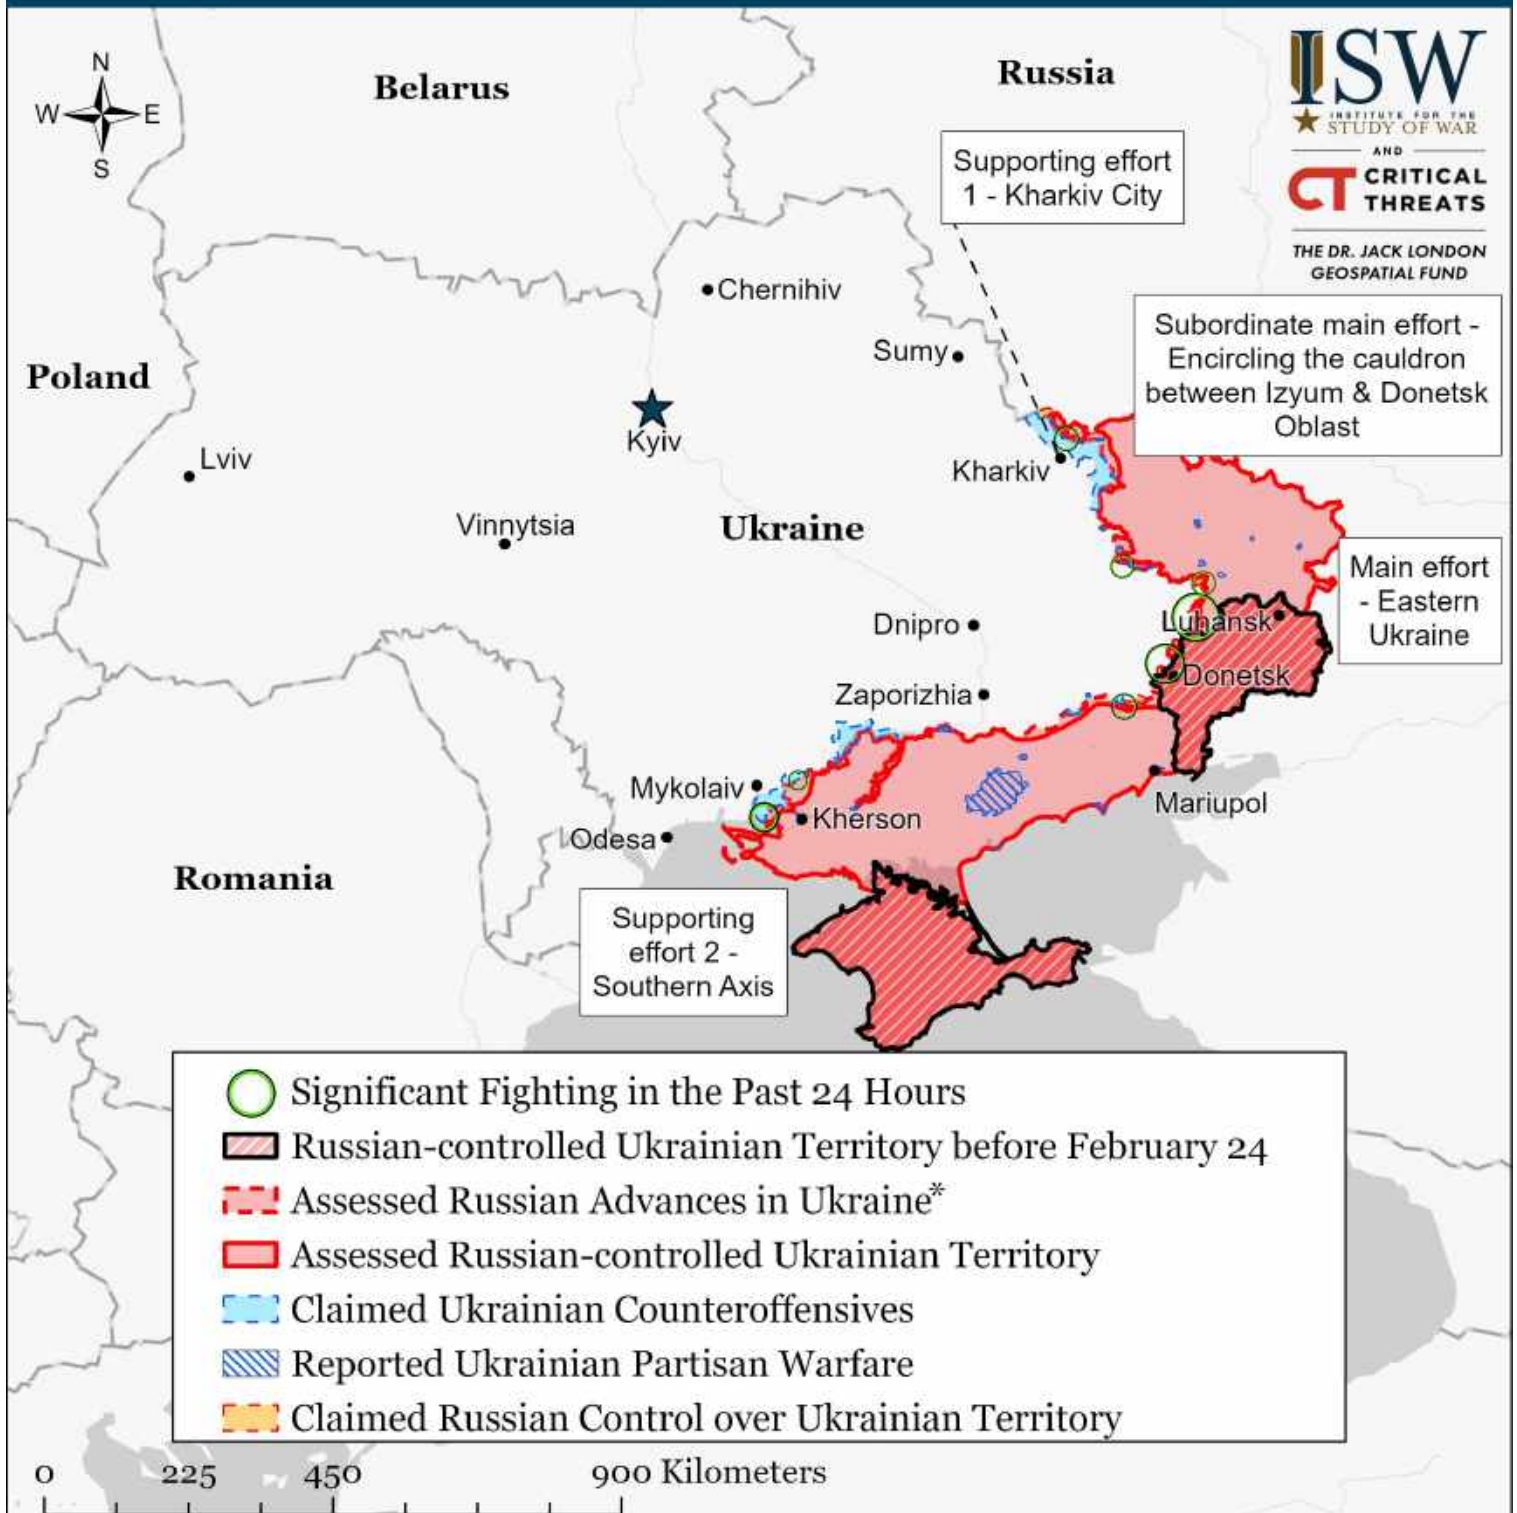 N
W
E
S
Belarus
Russia
ISW
INSTITUTE FOR THE
STUDY OF WAR
AND
CT
CRITICAL
THREATS
THE DR. JACK LONDON
GEOSPATIAL FUND
Supporting effort
1 - Kharkiv City
Chernihiv
Sumy
Subordinate main effort -
Encircling the cauldron
between Izyum & Donetsk
Oblast
Poland
Kyiv
Lviv
Kharkiv
Vinnytsia
Ukraine
Main effort
- Eastern
Ukraine
Dnipro
Luhansk
Donetsk
Zaporizhia
Mykolaiv
Kherson
Mariupol
Odesa
Romania
Supporting
effort 2 -
Southern Axis
Significant Fighting in the Past 24 Hours
Russian-controlled Ukrainian Territory before February 24
Assessed Russian Advances in Ukraine*
Assessed Russian-controlled Ukrainian Territory
Claimed Ukrainian Counteroffensives
Reported Ukrainian Partisan Warfare
Claimed Russian Control over Ukrainian Territory
0 225 450 900 Kilometers